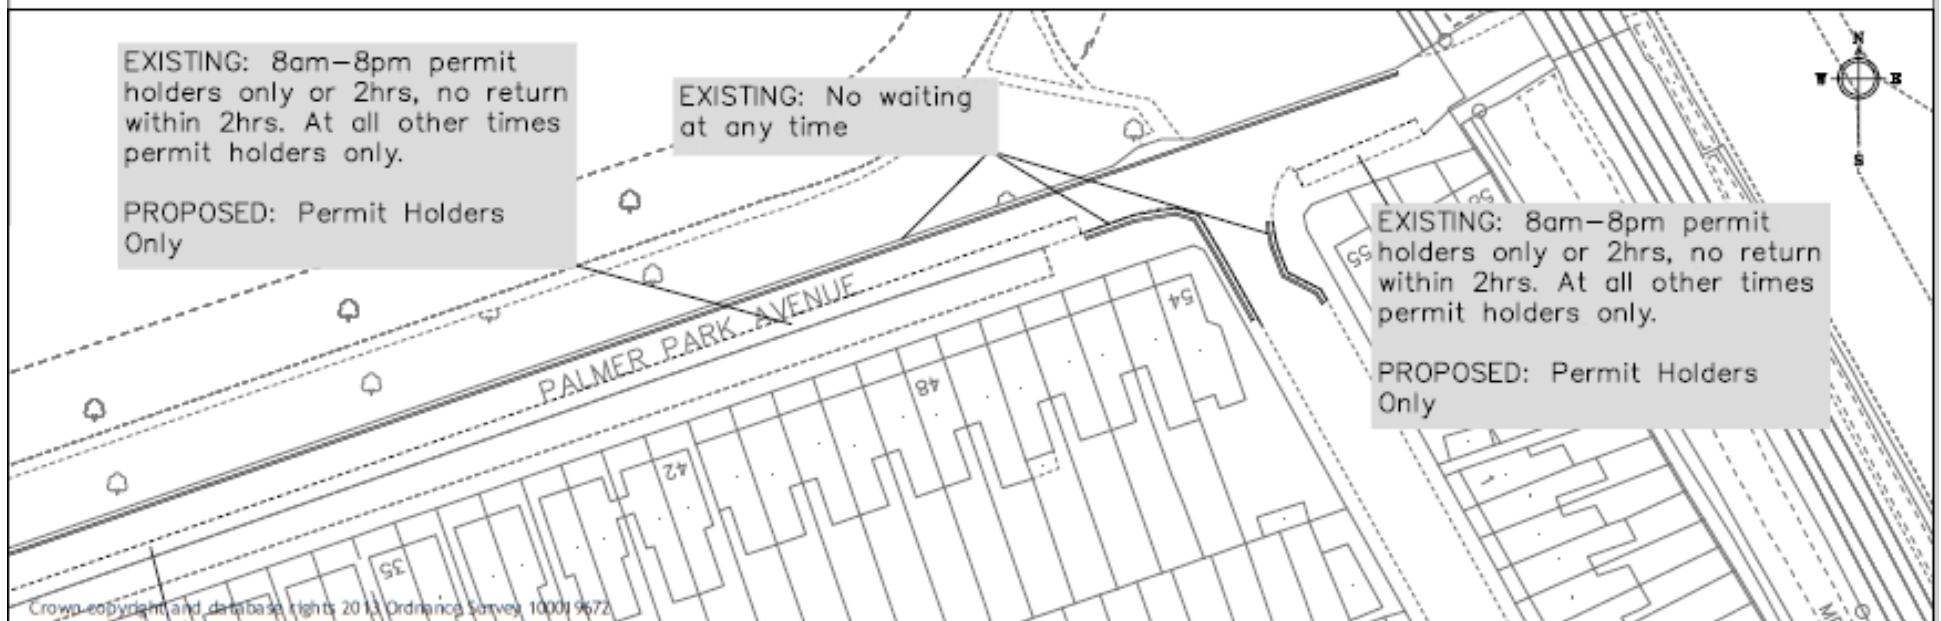 EXISTING: 8am-8pm permit
holders only or 2hrs, no return
within 2hrs. At all other times
permit holders only.
PROPOSED: Permit Holders
Only
EXISTING: No waiting
at any time
N
W E
S
EXISTING: 8am-8pm permit
holders only or 2hrs, no return
within 2hrs. At all other times
permit holders only.
PROPOSED: Permit Holders
Only
PALMER PARK AVENUE
54
55
48
42
35
Crown copyright and database rights 2013 Ordnance Survey 100019672